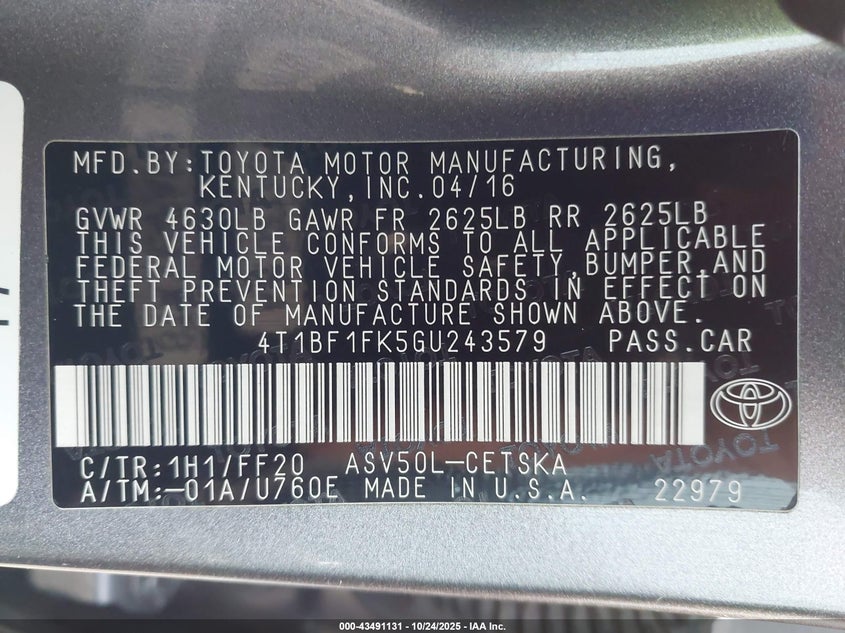 MFD.BY:TOYOTA MOTOR MANUFACTURING,
KENTUCKY,INC.04/16
GVWR 4630LB GAWR FR 2625LB RR 2625LB
THIS VEHICLE CONFORMS TO ALL APPLICABLE
FEDERAL MOTOR VEHICLE SAFETY,BUMPER,AND
THEFT PREVENTION STANDARDS IN EFFECT ON
THE DATE OF MANUFACTURE SHOWN ABOVE.
4T1BF1FK5GU243579 PASS.CAR
C/TR:1H1/FF20 ASV50L-CETSKA
A/TM:-01A/U760E MADE IN U.S.A. 22979
000-43491131 - 10/24/2025 - IAA Inc.